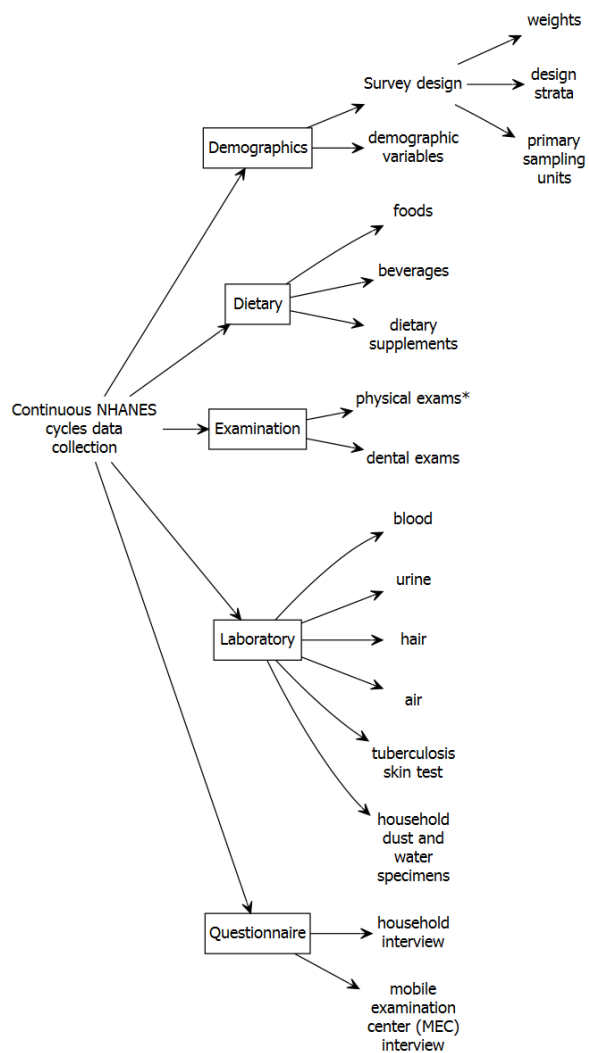 weights
Survey design
design
strata
Demographics
demographic
variables
primary
sampling
units
foods
beverages
Dietary
dietary
supplements
Continuous NHANES
cycles data
collection
physical exams*
Examination
dental exams
blood
urine
Laboratory
hair
air
tuberculosis
skin test
household
dust and
water
specimens
Questionnaire
household
interview
mobile
examination
center (MEC)
interview